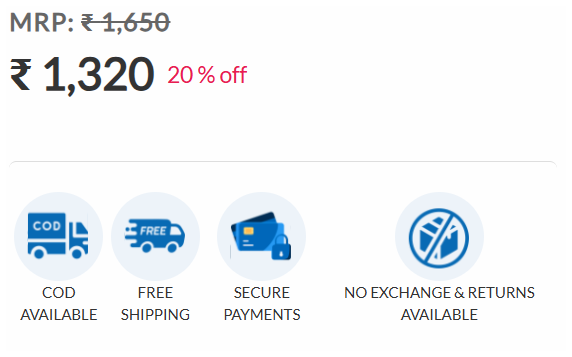 MRP: ₹ 1,650
₹ 1,320 20 % off
COD
FREE
COD
AVAILABLE
FREE
SHIPPING
SECURE
PAYMENTS
NO EXCHANGE & RETURNS
AVAILABLE